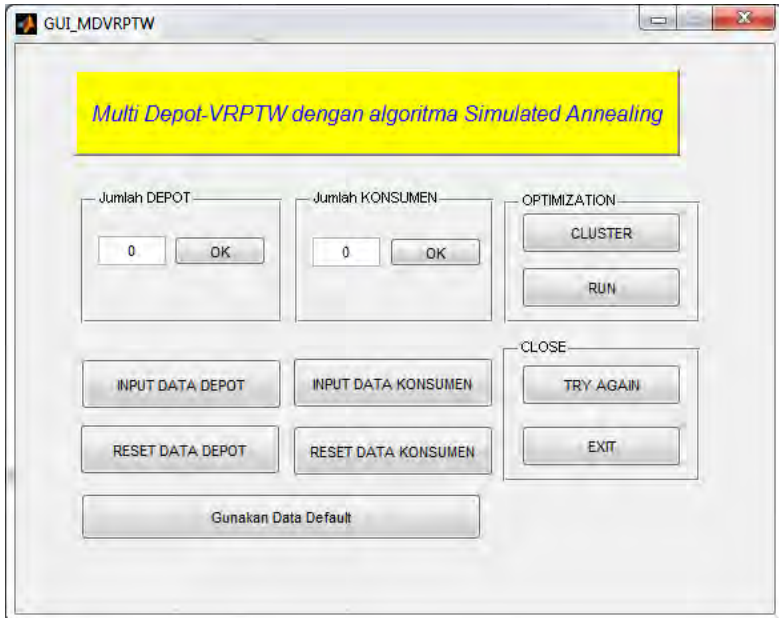 GUI_MDVRPTW
Multi Depot-VRPTW dengan algoritma Simulated Annealing
Jumlah DEPOT
0
OK
Jumlah KONSUMEN
0
OK
OPTIMIZATION
CLUSTER
RUN
INPUT DATA DEPOT
INPUT DATA KONSUMEN
RESET DATA DEPOT
RESET DATA KONSUMEN
CLOSE
TRY AGAIN
EXIT
Gunakan Data Default